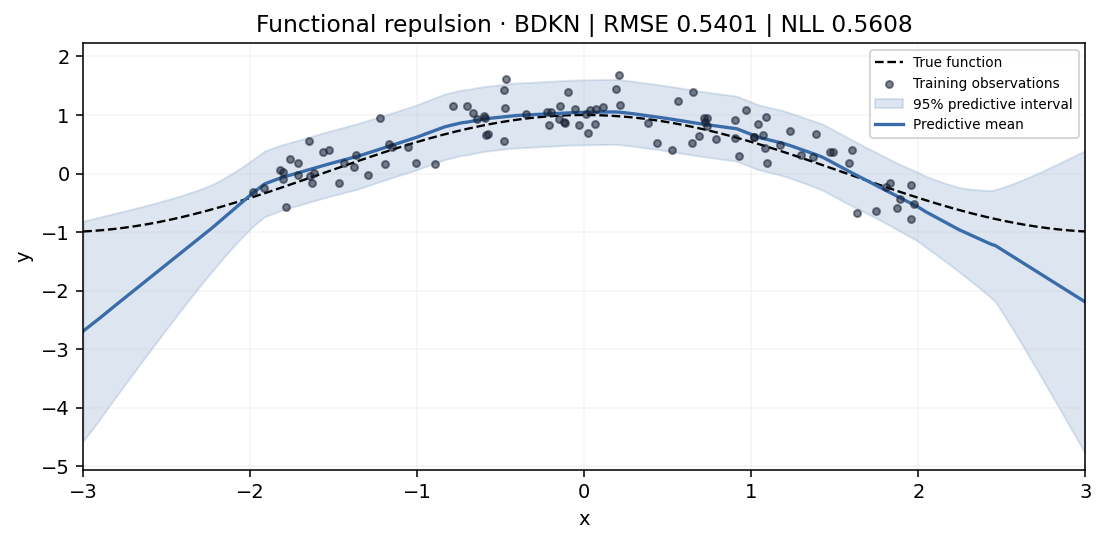 Functional repulsion · BDKN | RMSE 0.5401 | NLL 0.5608
True function
Training observations
95% predictive interval
Predictive mean
y
2
1
0
−1
−2
−3
−4
−5
−3 −2 −1 0 1 2 3
x